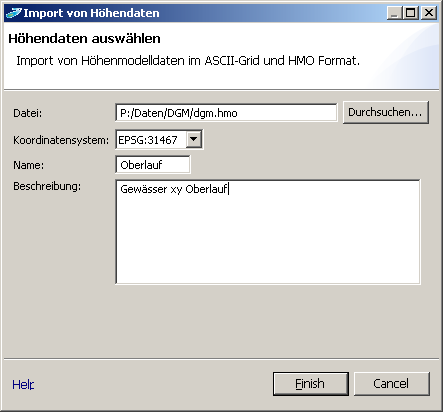 Import von Höhendaten
Höhendaten auswählen
Import von Höhenmodelldaten im ASCII-Grid und HMO Format.
Datei: P:/Daten/DGM/dgm.hmo Durchsuchen...
Koordinatensystem: EPSG:31467
Name: Oberlauf
Beschreibung: Gewässer xy Oberlauf
Help Finish Cancel